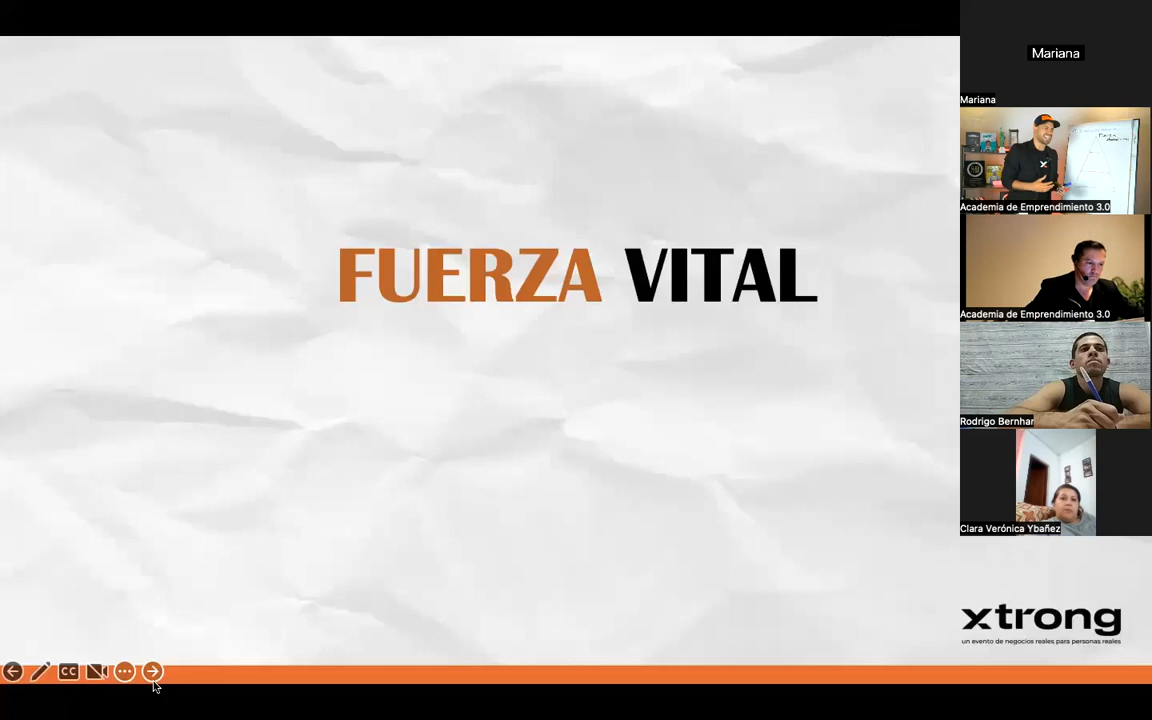 FUERZA VITAL
Mariana
Mariana
Academia de Emprendimiento 3.0
Academia de Emprendimiento 3.0
Rodrigo Bernhar
Clara Verónica Ybañez
xtrong
un evento de negocios reales para personas reales
CC